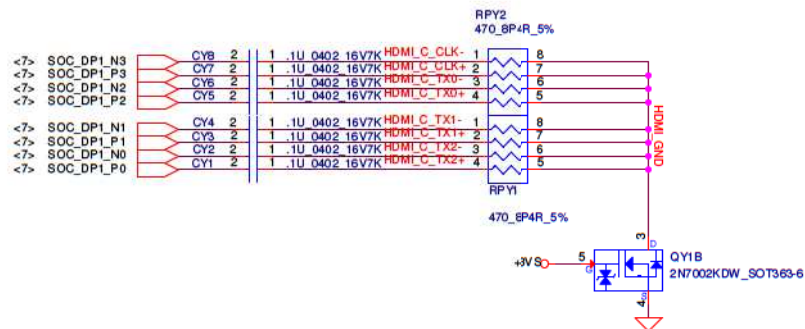 RPY2
470_8P4R_5%
<7> SOC_DP1_N3 CY8 2 1 .1U_0402_16V7K HDMI_C_CLK- 1 8
<7> SOC_DP1_P3 CY7 2 1 .1U_0402_16V7K HDMI_C_CLK+ 2 7
<7> SOC_DP1_N2 CY6 2 1 .1U_0402_16V7K HDMI_C_TX0- 3 6
<7> SOC_DP1_P2 CY5 2 1 .1U_0402_16V7K HDMI_C_TX0+ 4 5
<7> SOC_DP1_N1 CY4 2 1 .1U_0402_16V7K HDMI_C_TX1- 1 8
<7> SOC_DP1_P1 CY3 2 1 .1U_0402_16V7K HDMI_C_TX1+ 2 7
<7> SOC_DP1_N0 CY2 2 1 .1U_0402_16V7K HDMI_C_TX2- 3 6
<7> SOC_DP1_P0 CY1 2 1 .1U_0402_16V7K HDMI_C_TX2+ 4 5
HDMI_GND
RPY1
470_8P4R_5%
3
D
+3VS 5 G
QY1B
2N7002KDW_SOT363-6
4
S